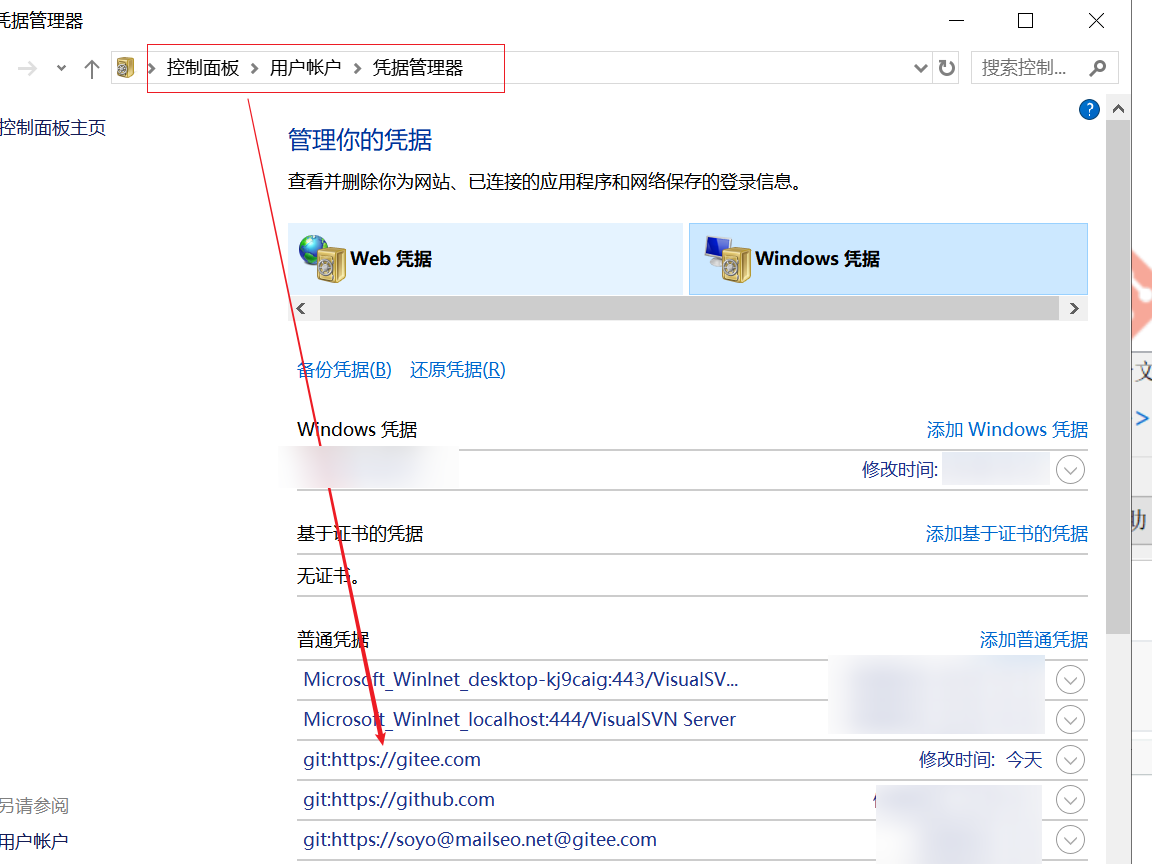 凭据管理器
控制面板 > 用户帐户 > 凭据管理器
搜索控制...
控制面板主页
管理你的凭据
查看并删除你为网站、已连接的应用程序和网络保存的登录信息。
Web 凭据
Windows 凭据
备份凭据(B) 还原凭据(R)
Windows 凭据 添加 Windows 凭据
修改时间:
基于证书的凭据 添加基于证书的凭据
无证书。
普通凭据 添加普通凭据
Microsoft_WinInet_desktop-kj9caig:443/VisualSV...
Microsoft_WinInet_localhost:444/VisualSVN Server
git:https://gitee.com 修改时间: 今天
git:https://github.com
git:https://soyo@mailseo.net@gitee.com
另请参阅
用户帐户
文
助